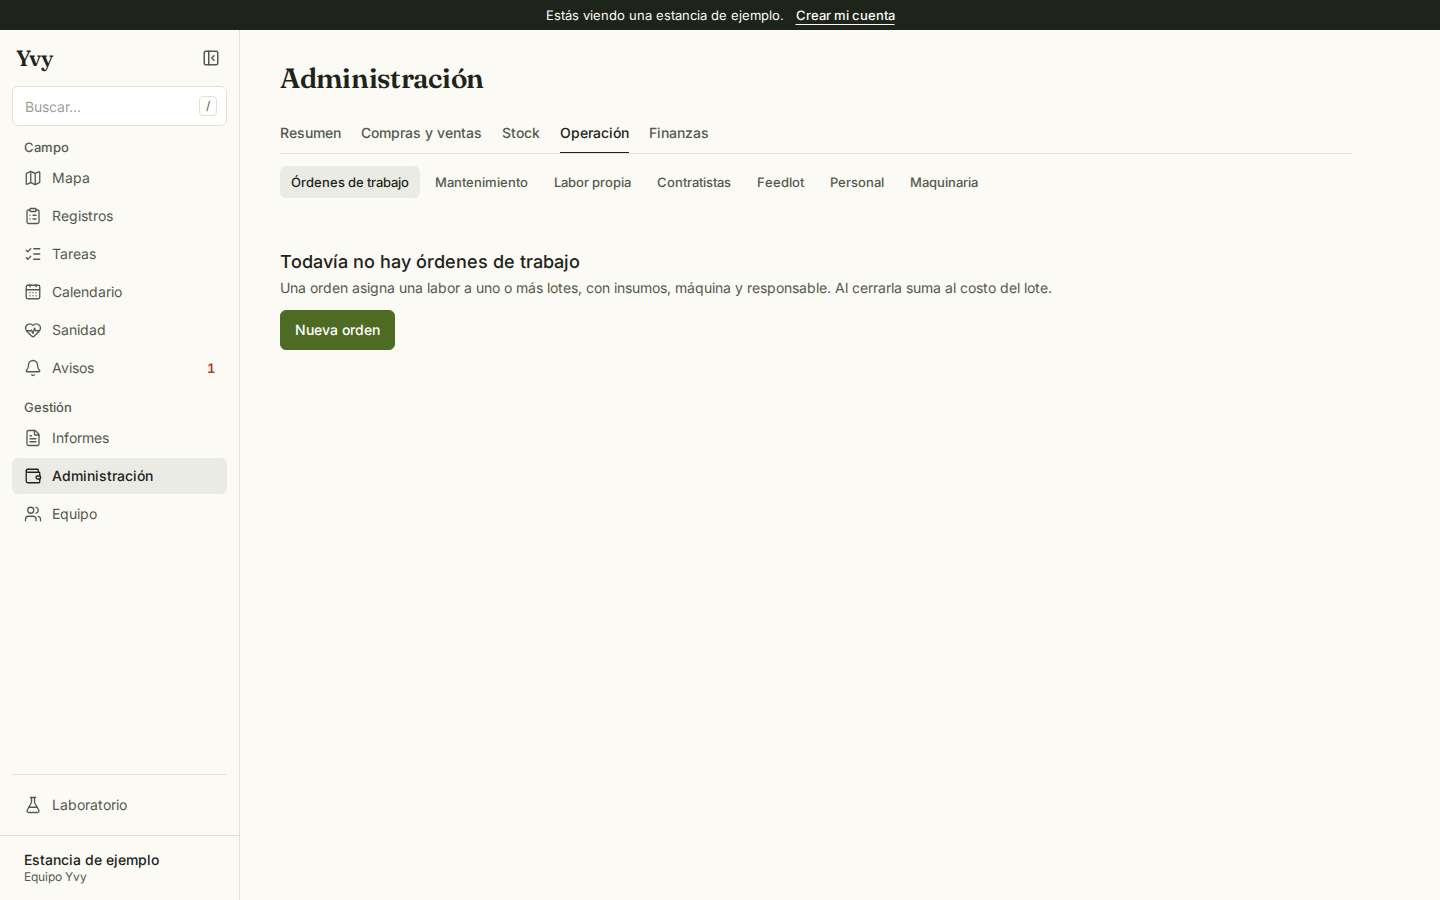 Estás viendo una estancia de ejemplo. Crear mi cuenta
Yvy
Buscar... /
Campo
Mapa
Registros
Tareas
Calendario
Sanidad
Avisos 1
Gestión
Informes
Administración
Equipo
Laboratorio
Estancia de ejemplo
Equipo Yvy
Administración
Resumen Compras y ventas Stock Operación Finanzas
Órdenes de trabajo Mantenimiento Labor propia Contratistas Feedlot Personal Maquinaria
Todavía no hay órdenes de trabajo
Una orden asigna una labor a uno o más lotes, con insumos, máquina y responsable. Al cerrarla suma al costo del lote.
Nueva orden